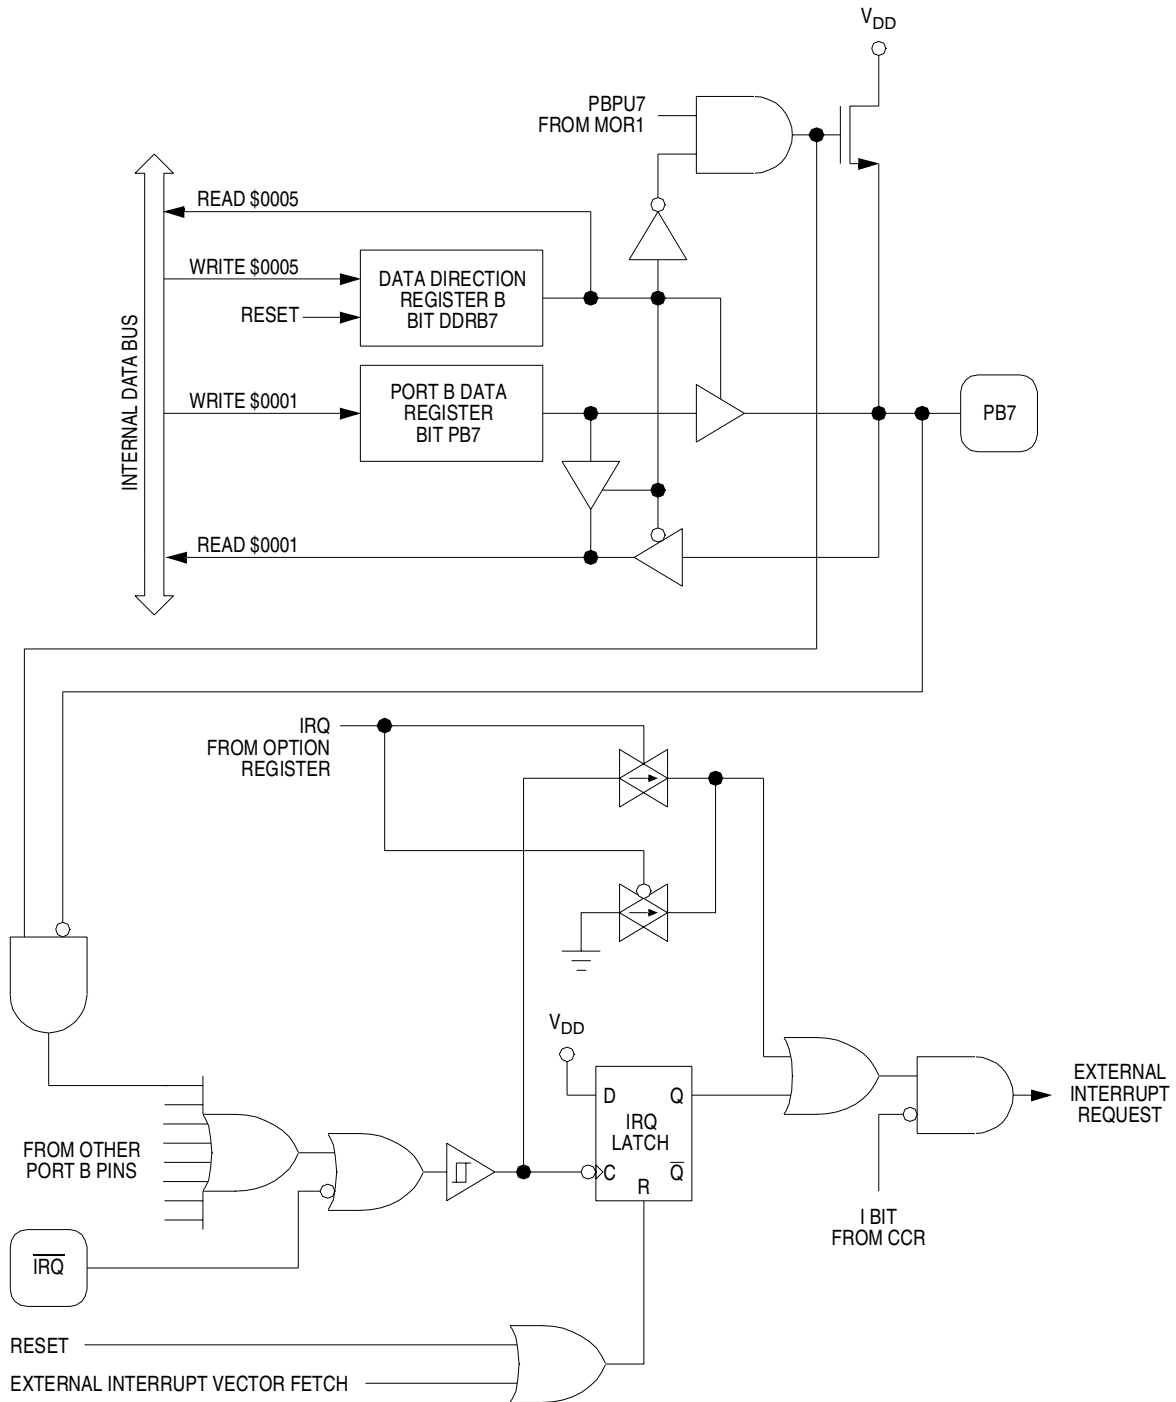 VDD
PBPU7
FROM MOR1
READ $0005
WRITE $0005
DATA DIRECTION
REGISTER B
BIT DDRB7
RESET
INTERNAL DATA BUS
WRITE $0001
PORT B DATA
REGISTER
BIT PB7
PB7
READ $0001
IRQ
FROM OPTION
REGISTER
VDD
D
Q
IRQ
LATCH
C
Q
R
EXTERNAL
INTERRUPT
REQUEST
FROM OTHER
PORT B PINS
I BIT
FROM CCR
IRQ
RESET
EXTERNAL INTERRUPT VECTOR FETCH